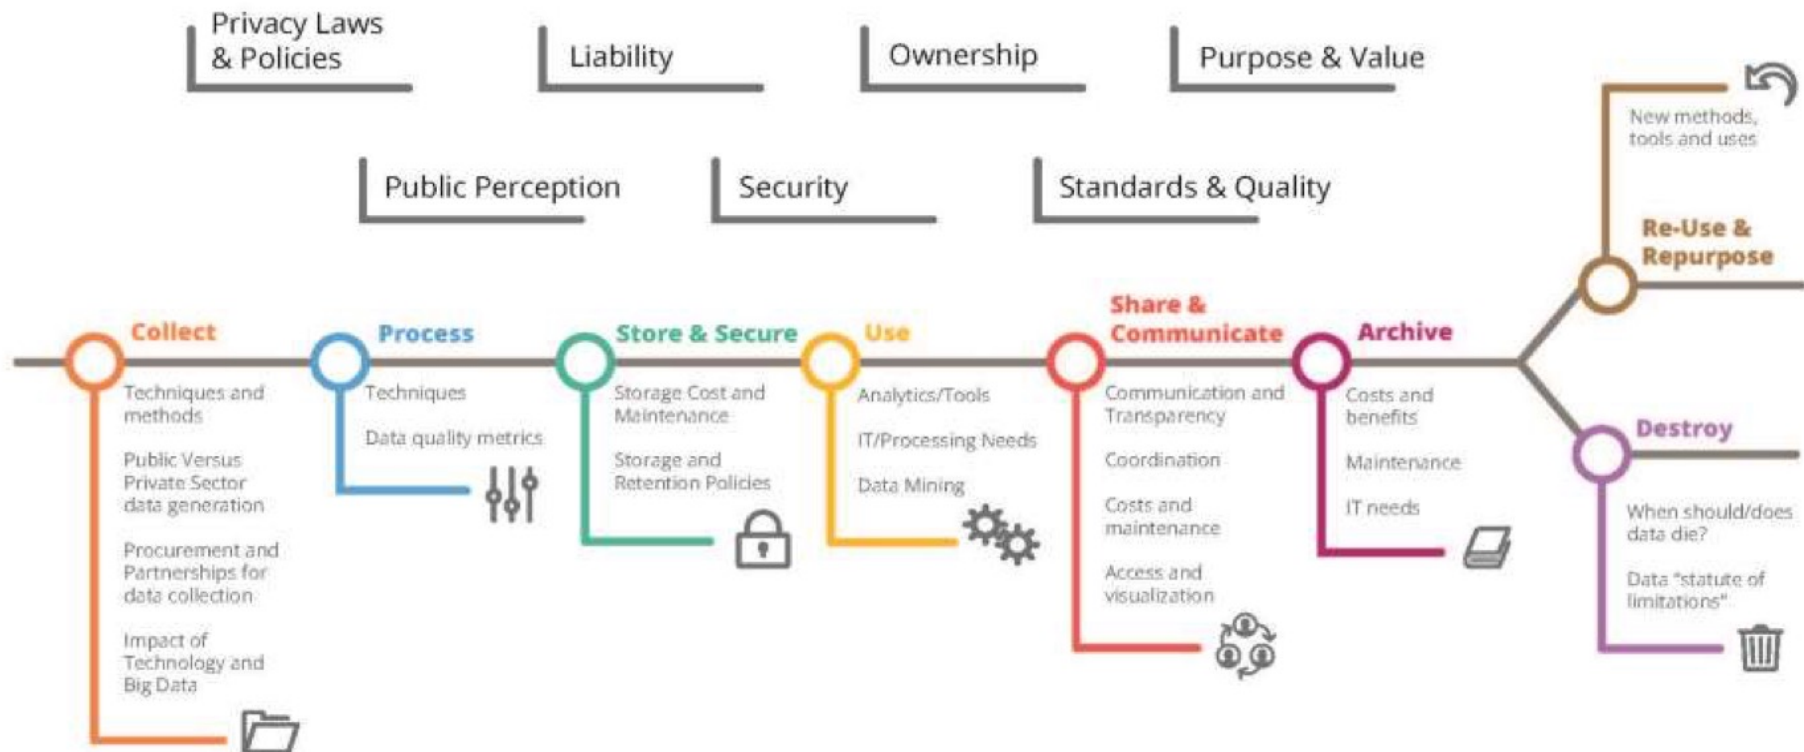 Privacy Laws
& Policies
Liability
Ownership
Purpose & Value
Public Perception
Security
Standards & Quality
Collect
Techniques and
methods
Public Versus
Private Sector
data generation
Procurement and
Partnerships for
data collection
Impact of
Technology and
Big Data
Process
Techniques
Data quality metrics
Store & Secure
Storage Cost and
Maintenance
Storage and
Retention Policies
Use
Analytics/Tools
IT/Processing Needs
Data Mining
Share &
Communicate
Communication and
Transparency
Coordination
Costs and
maintenance
Access and
visualization
Archive
Costs and
benefits
Maintenance
IT needs
New methods,
tools and uses
Re-Use &
Repurpose
Destroy
When should/does
data die?
Data "statute of
limitations"